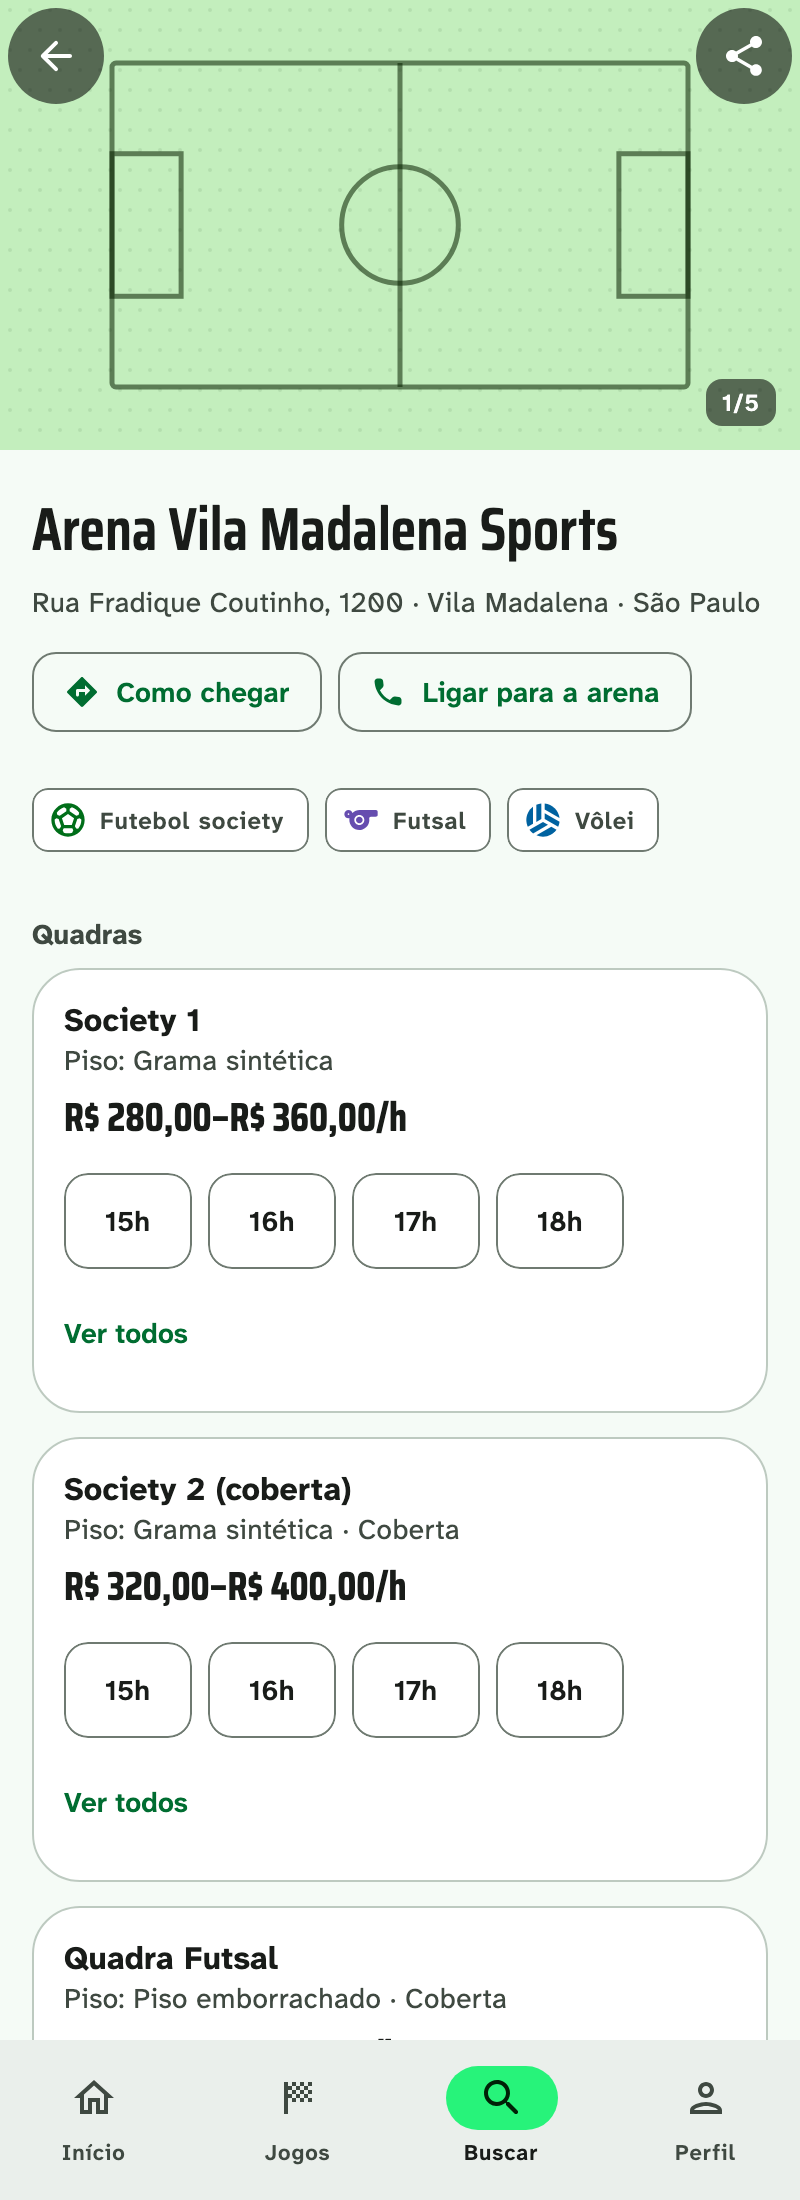 1/5
Arena Vila Madalena Sports
Rua Fradique Coutinho, 1200 · Vila Madalena · São Paulo
Como chegar
Ligar para a arena
Futebol society
Futsal
Vôlei
Quadras
Society 1
Piso: Grama sintética
R$ 280,00–R$ 360,00/h
15h
16h
17h
18h
Ver todos
Society 2 (coberta)
Piso: Grama sintética · Coberta
R$ 320,00–R$ 400,00/h
15h
16h
17h
18h
Ver todos
Quadra Futsal
Piso: Piso emborrachado · Coberta
Início
Jogos
Buscar
Perfil